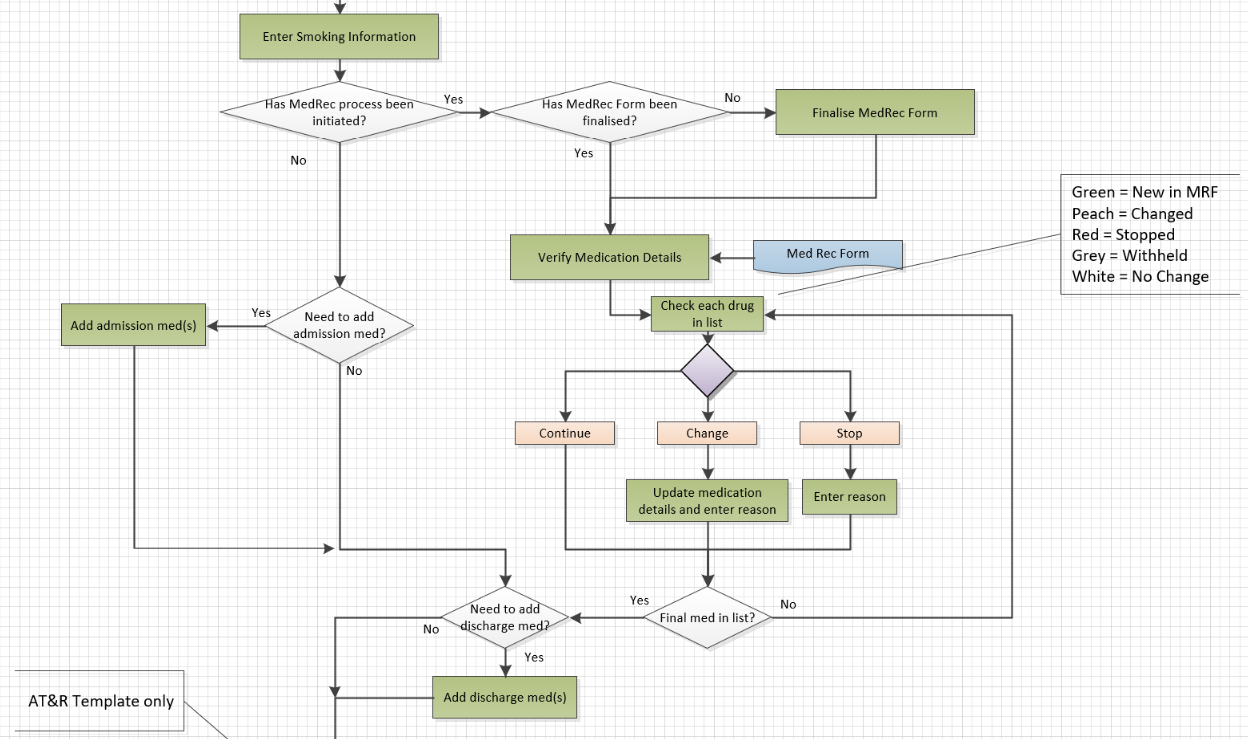 Enter Smoking Information
Has MedRec process been
initiated?
Yes
Has MedRec Form been
finalised?
No
Finalise MedRec Form
No
Yes
Green = New in MRF
Peach = Changed
Red = Stopped
Grey = Withheld
White = No Change
Verify Medication Details
Med Rec Form
Add admission med(s)
Yes
Need to add
admission med?
No
Check each drug
in list
Continue
Change
Stop
Update medication
details and enter reason
Enter reason
Need to add
discharge med?
Yes
Final med in list?
No
No
Yes
Add discharge med(s)
AT&R Template only